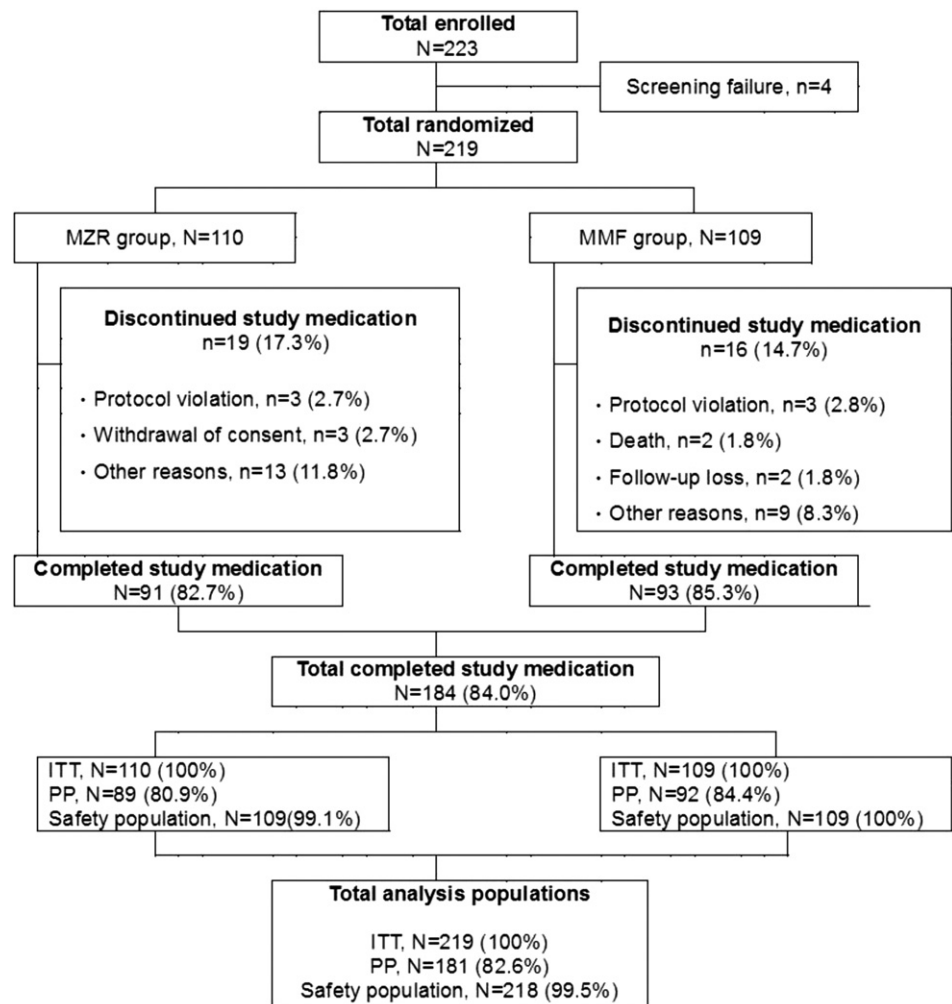 Total enrolled
N=223
Screening failure, n=4
Total randomized
N=219
MZR group, N=110
MMF group, N=109
Discontinued study medication
n=19 (17.3%)
· Protocol violation, n=3 (2.7%)
· Withdrawal of consent, n=3 (2.7%)
· Other reasons, n=13 (11.8%)
Discontinued study medication
n=16 (14.7%)
· Protocol violation, n=3 (2.8%)
· Death, n=2 (1.8%)
· Follow-up loss, n=2 (1.8%)
· Other reasons, n=9 (8.3%)
Completed study medication
N=91 (82.7%)
Completed study medication
N=93 (85.3%)
Total completed study medication
N=184 (84.0%)
ITT, N=110 (100%)
PP, N=89 (80.9%)
Safety population, N=109(99.1%)
ITT, N=109 (100%)
PP, N=92 (84.4%)
Safety population, N=109 (100%)
Total analysis populations
ITT, N=219 (100%)
PP, N=181 (82.6%)
Safety population, N=218 (99.5%)